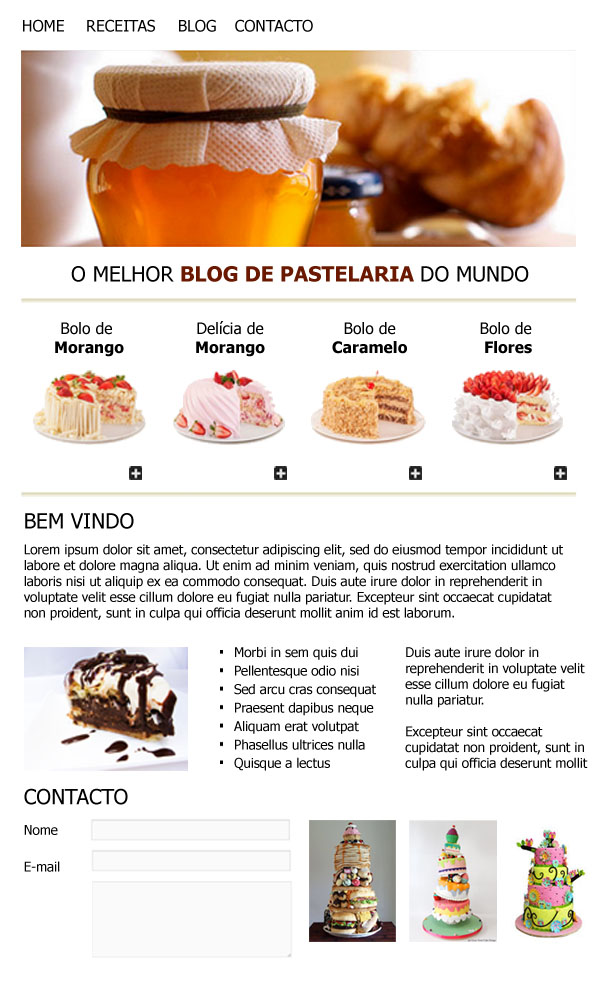 HOME RECEITAS BLOG CONTACTO
O MELHOR BLOG DE PASTELARIA DO MUNDO
Bolo de
Morango
Delícia de
Morango
Bolo de
Caramelo
Bolo de
Flores
BEM VINDO
Lorem ipsum dolor sit amet, consectetur adipiscing elit, sed do eiusmod tempor incididunt ut
labore et dolore magna aliqua. Ut enim ad minim veniam, quis nostrud exercitation ullamco
laboris nisi ut aliquip ex ea commodo consequat. Duis aute irure dolor in reprehenderit in
voluptate velit esse cillum dolore eu fugiat nulla pariatur. Excepteur sint occaecat cupidatat
non proident, sunt in culpa qui officia deserunt mollit anim id est laborum.
Morbi in sem quis dui
Pellentesque odio nisi
Sed arcu cras consequat
Praesent dapibus neque
Aliquam erat volutpat
Phasellus ultrices nulla
Quisque a lectus
Duis aute irure dolor in
reprehenderit in voluptate velit
esse cillum dolore eu fugiat
nulla pariatur.
Excepteur sint occaecat
cupidatat non proident, sunt in
culpa qui officia deserunt mollit
CONTACTO
Nome
E-mail